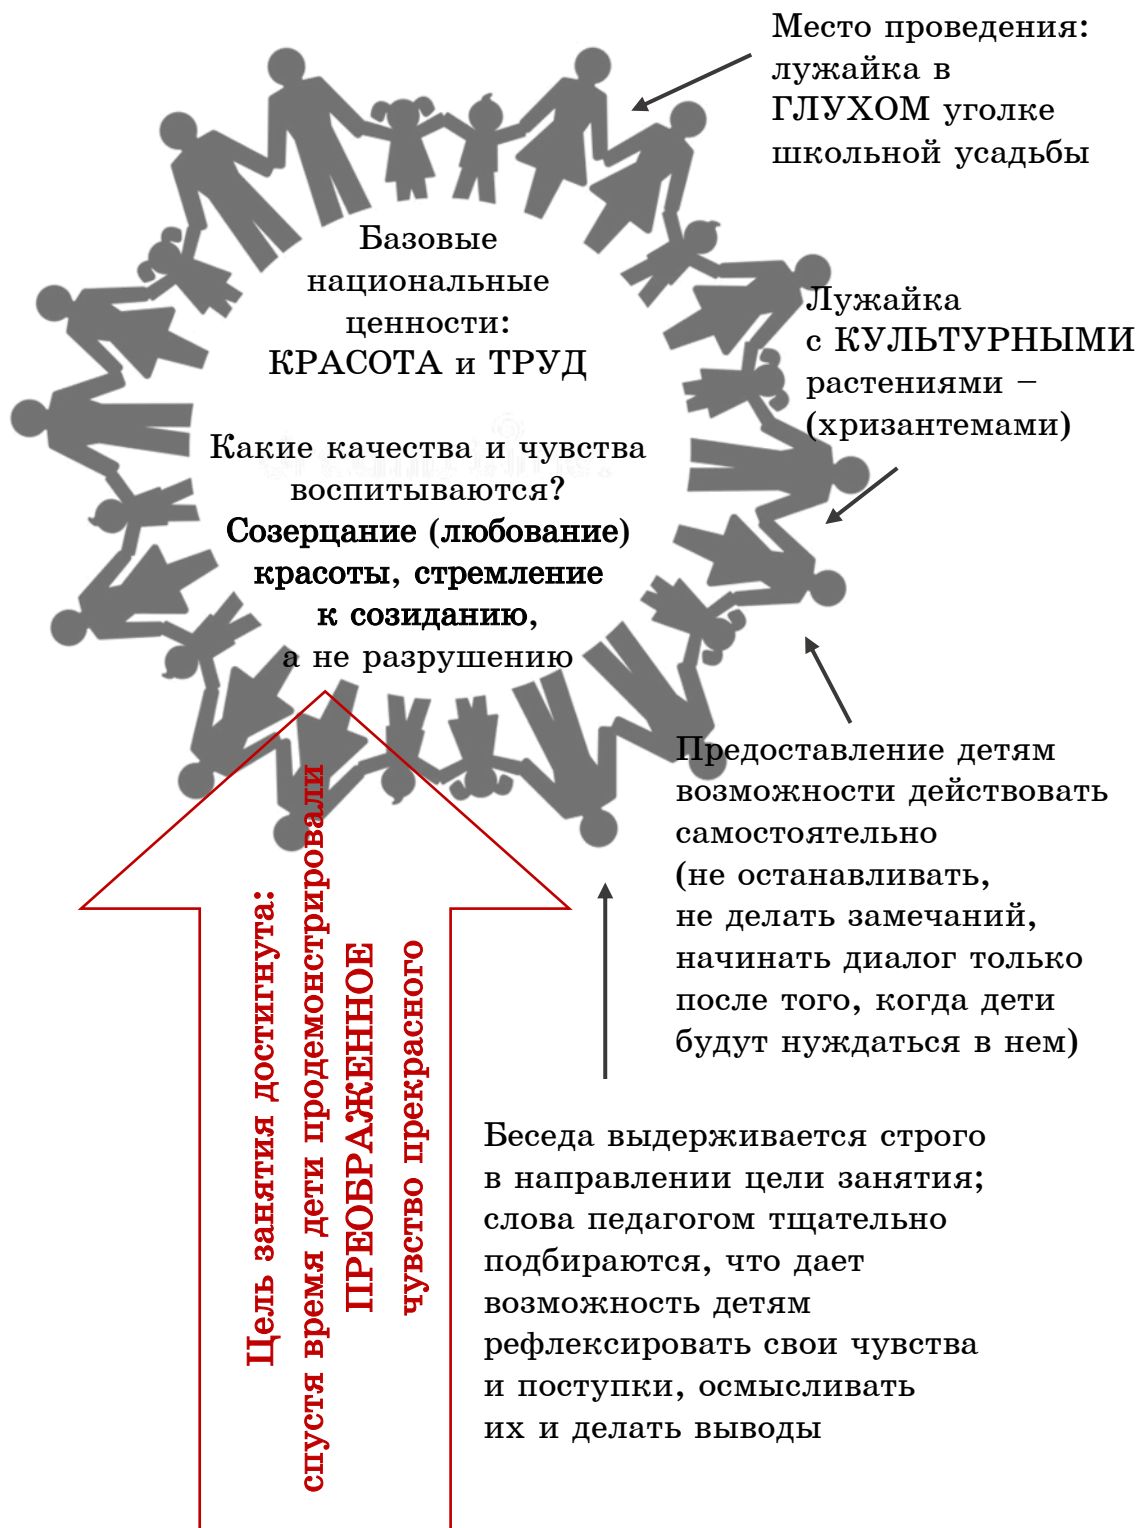 Место проведения:
лужайка в
ГЛУХОМ уголке
школьной усадьбы
Базовые
национальные
ценности:
КРАСОТА и ТРУД
Какие качества и чувства
воспитываются?
Созерцание (любование)
красоты, стремление
к созиданию,
а не разрушению
Лужайка
с КУЛЬТУРНЫМИ
растениями –
(хризантемами)
Предоставление детям
возможности действовать
самостоятельно
(не останавливать,
не делать замечаний,
начинать диалог только
после того, когда дети
будут нуждаться в нем)
Беседа выдерживается строго
в направлении цели занятия;
слова педагогом тщательно
подбираются, что дает
возможность детям
рефлексировать свои чувства
и поступки, осмысливать
их и делать выводы
Цель занятия достигнута:
спустя время дети продемонстрировали
ПРЕОБРАЖЕННОЕ
чувство прекрасного